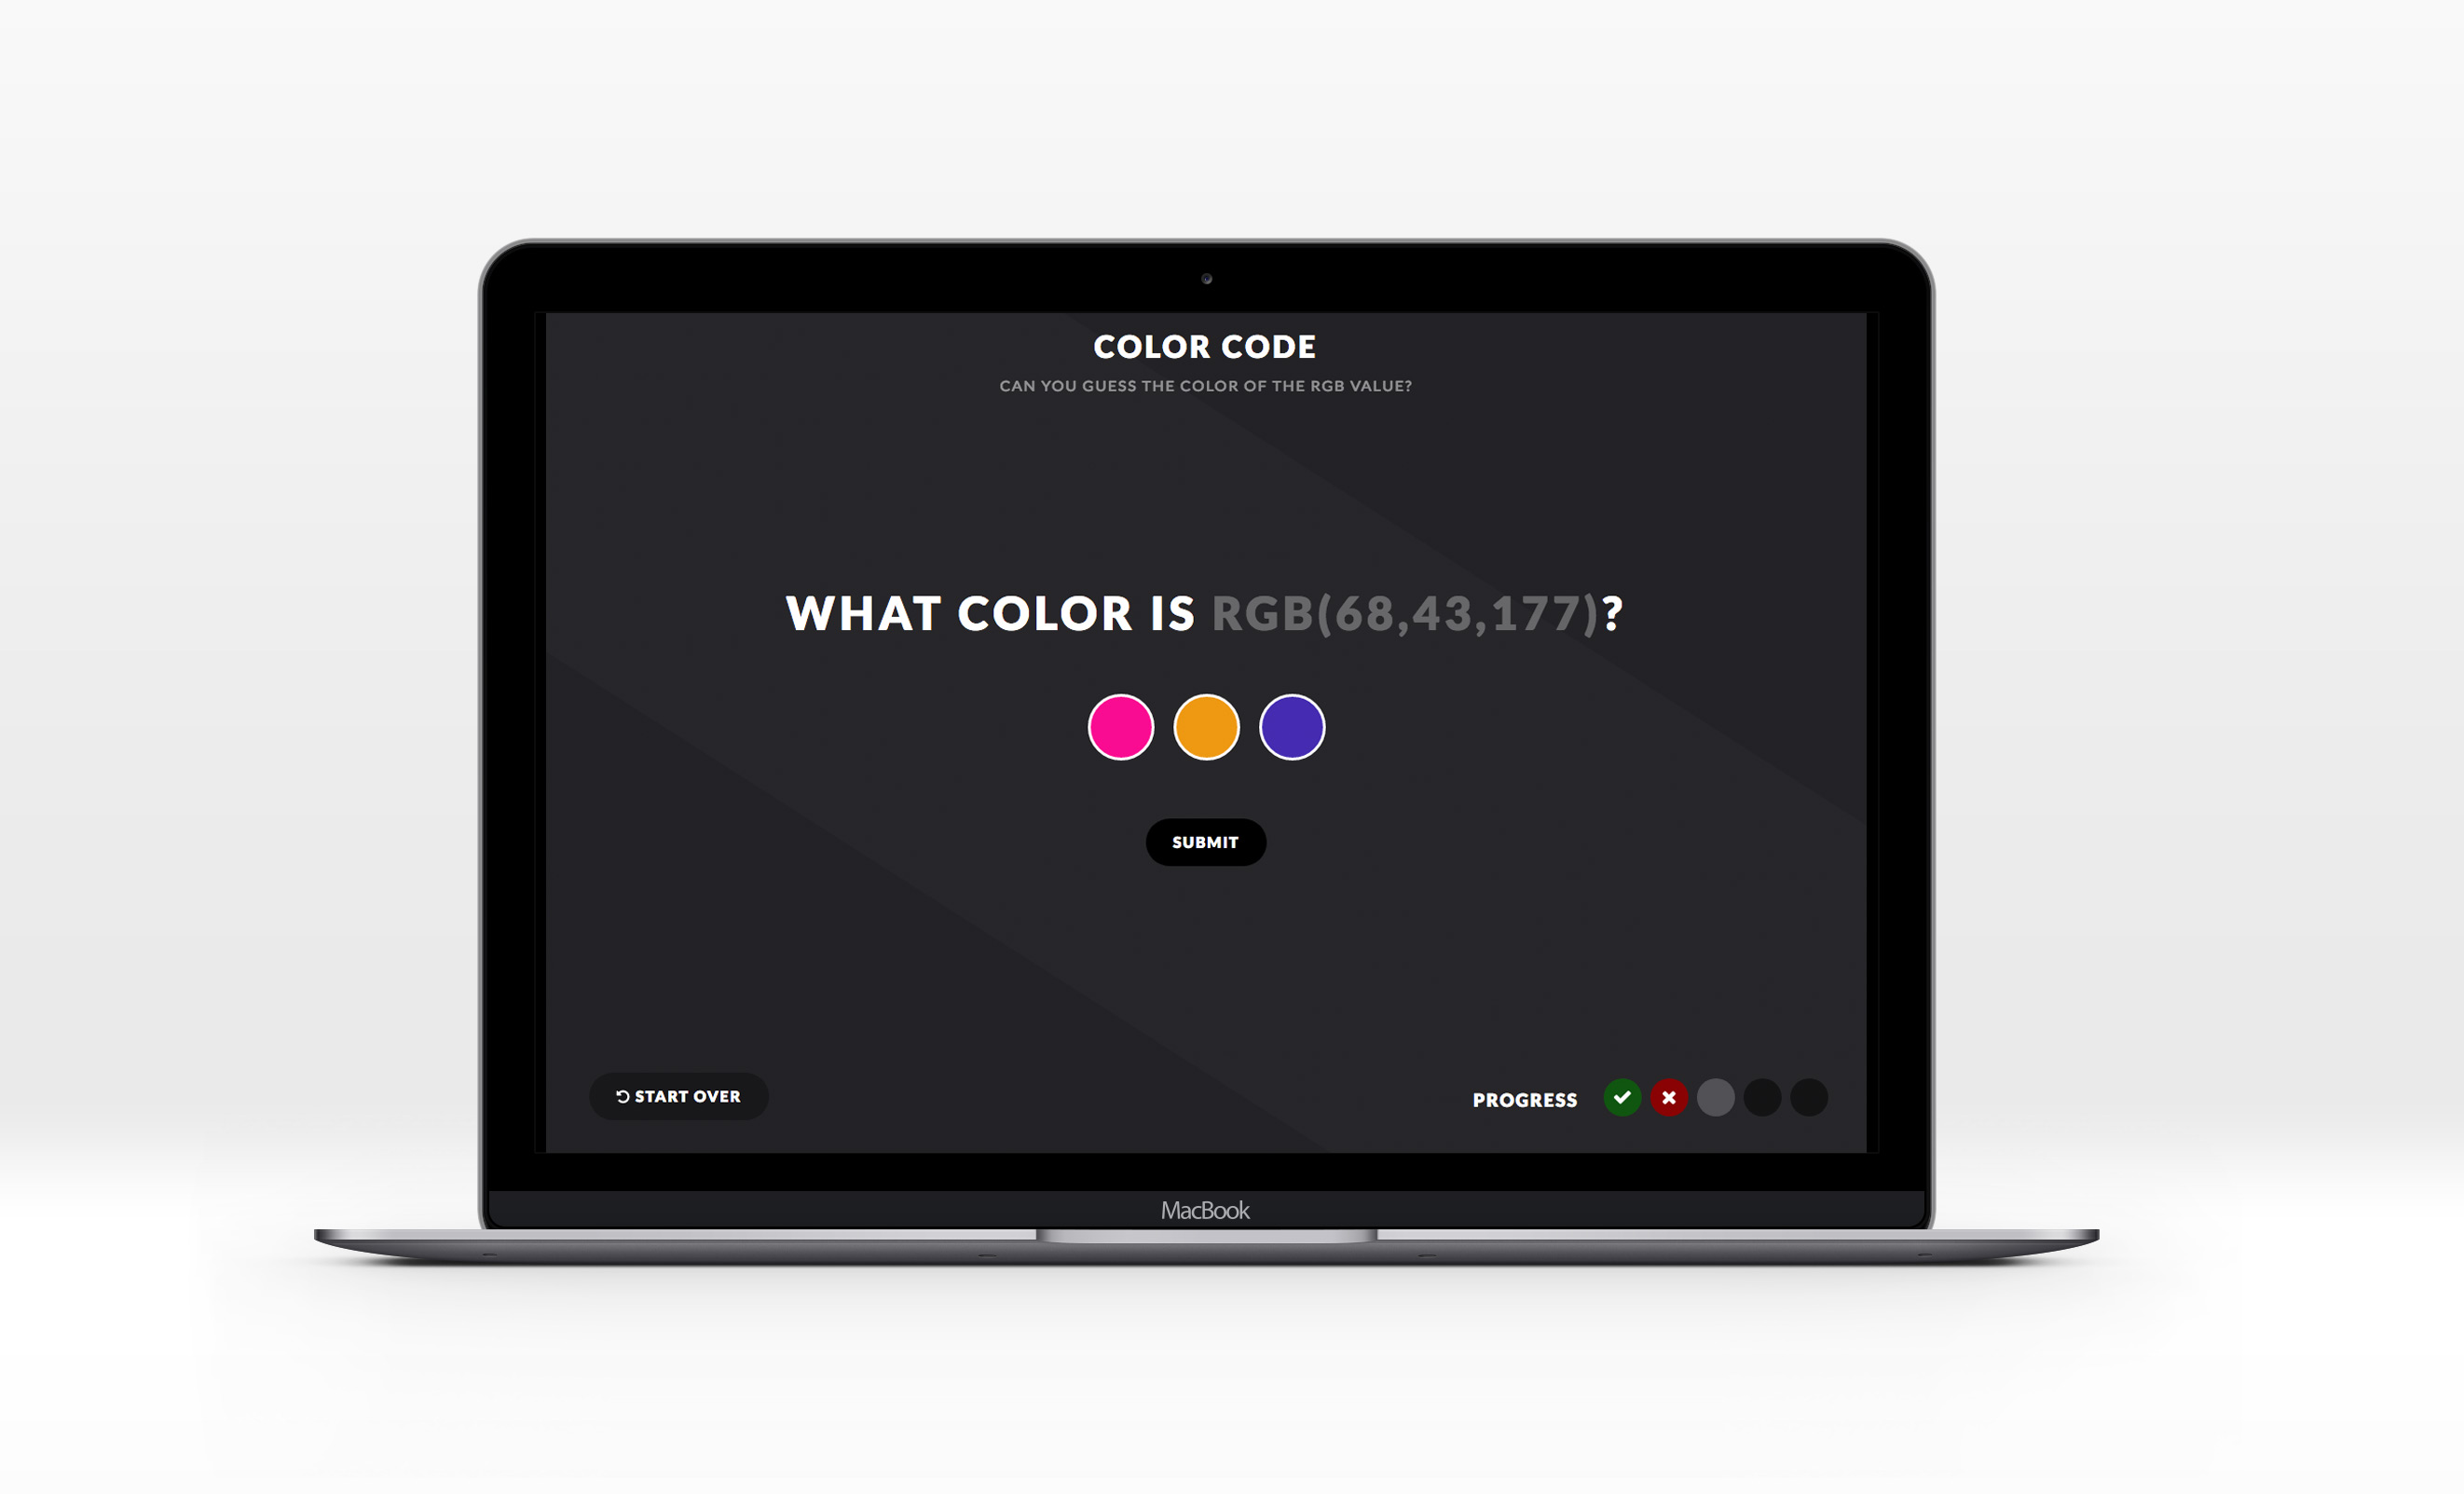 COLOR CODE
CAN YOU GUESS THE COLOR OF THE RGB VALUE?
WHAT COLOR IS RGB(68,43,177)?
SUBMIT
START OVER
PROGRESS
MacBook